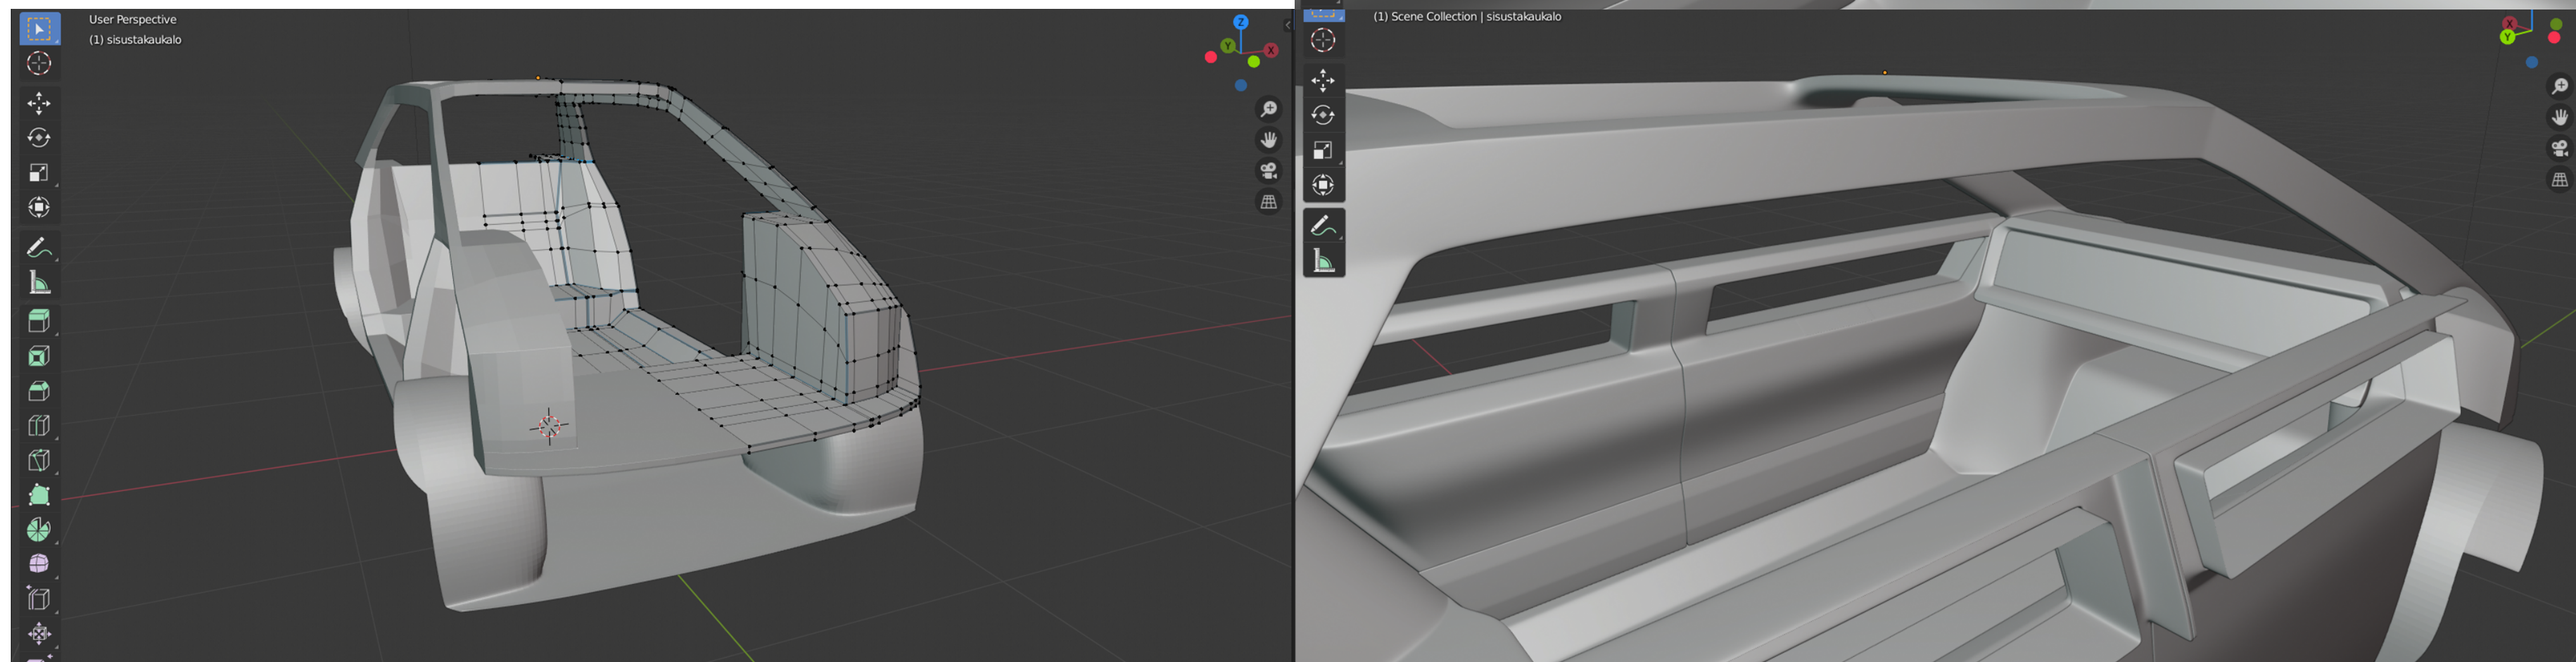 User Perspective
(1) sisustakaukalo
Z
Y
X
(1) Scene Collection | sisustakaukalo
X
Y